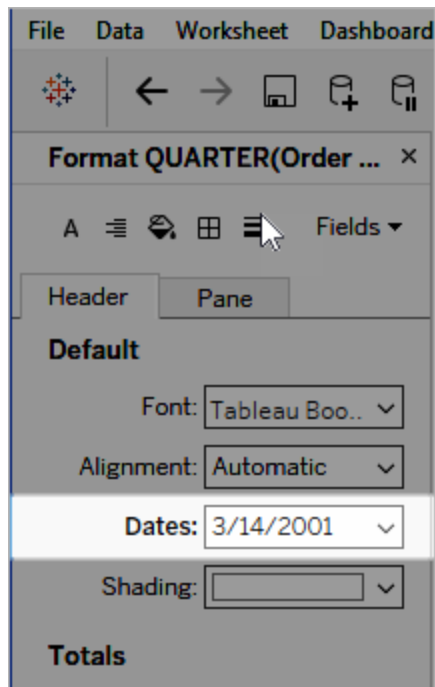 File Data Worksheet Dashboard
Format QUARTER(Order ... ×
A Fields
Header Pane
Default
Font: Tableau Boo..
Alignment: Automatic
Dates: 3/14/2001
Shading:
Totals